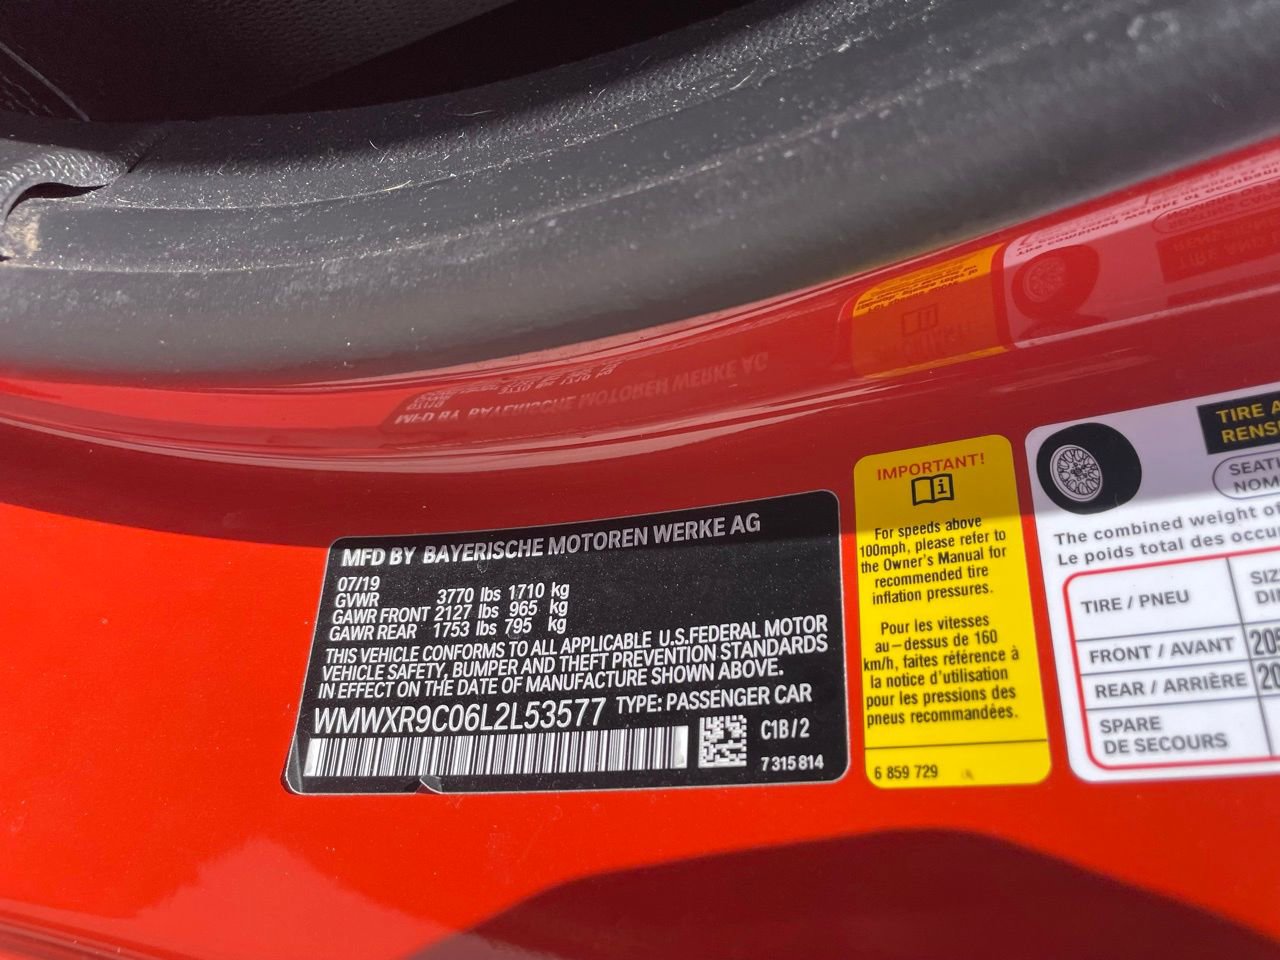 MFD BY BAYERISCHE MOTOREN WERKE AG
07/19
GVWR 3770 lbs 1710 kg
GAWR FRONT 2127 lbs 965 kg
GAWR REAR 1753 lbs 795 kg
THIS VEHICLE CONFORMS TO ALL APPLICABLE U.S.FEDERAL MOTOR
VEHICLE SAFETY, BUMPER AND THEFT PREVENTION STANDARDS
IN EFFECT ON THE DATE OF MANUFACTURE SHOWN ABOVE.
WMWXR9C06L2L53577 TYPE: PASSENGER CAR
C1B/2
7 315 814
IMPORTANT!
i
For speeds above
100mph, please refer to
the Owner's Manual for
recommended tire
inflation pressures.
Pour les vitesses
au-dessus de 160
km/h, faites référence à
la notice d'utilisation
pour les pressions des
pneus recommandées.
6 859 729
TIRE
The combined weight of
Le poids total des
TIRE / PNEU
FRONT / AVANT
REAR / ARRIÈRE
SPARE
DE SECOURS